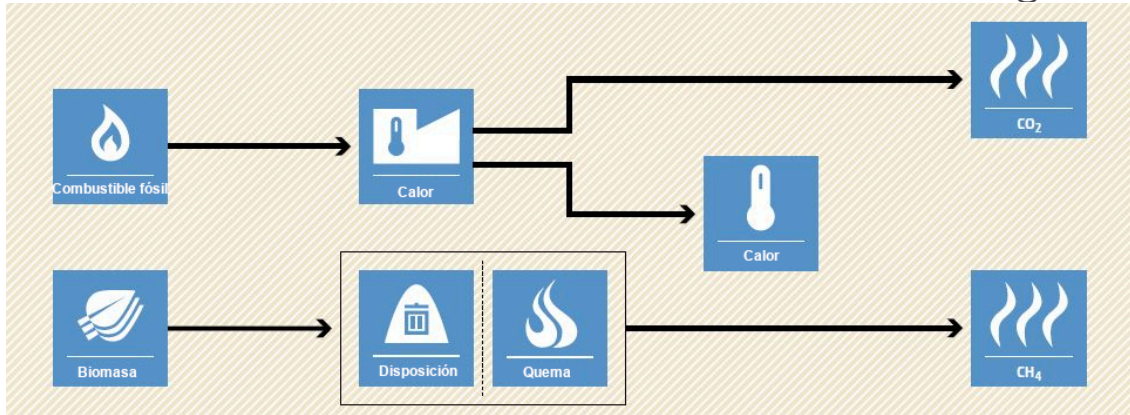 CO₂
Combustible fósil
Calor
Calor
Biomasa
Disposición
Quema
CH₄